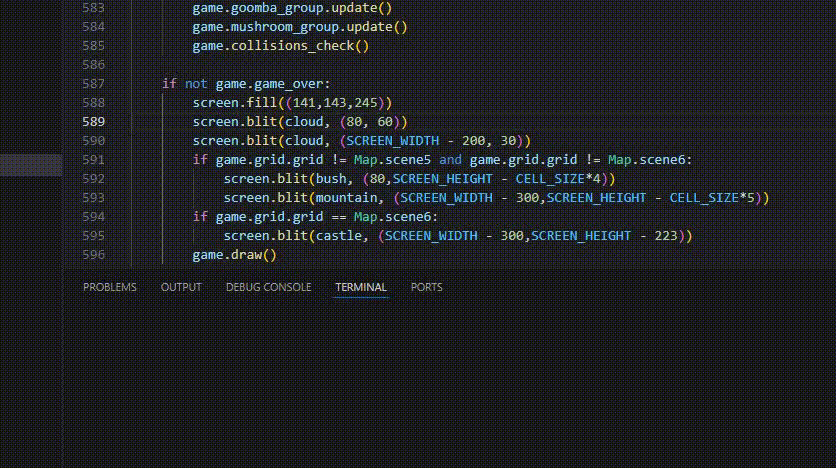 583 game.goomba_group.update()
584 game.mushroom_group.update()
585 game.collisions_check()
586
587 if not game.game_over:
588 screen.fill((141,143,245))
589 screen.blit(cloud, (80, 60))
590 screen.blit(cloud, (SCREEN_WIDTH - 200, 30))
591 if game.grid.grid != Map.scene5 and game.grid.grid != Map.scene6:
592 screen.blit(bush, (80,SCREEN_HEIGHT - CELL_SIZE*4))
593 screen.blit(mountain, (SCREEN_WIDTH - 300,SCREEN_HEIGHT - CELL_SIZE*5))
594 if game.grid.grid == Map.scene6:
595 screen.blit(castle, (SCREEN_WIDTH - 300,SCREEN_HEIGHT - 223))
596 game.draw()
PROBLEMS OUTPUT DEBUG CONSOLE TERMINAL PORTS